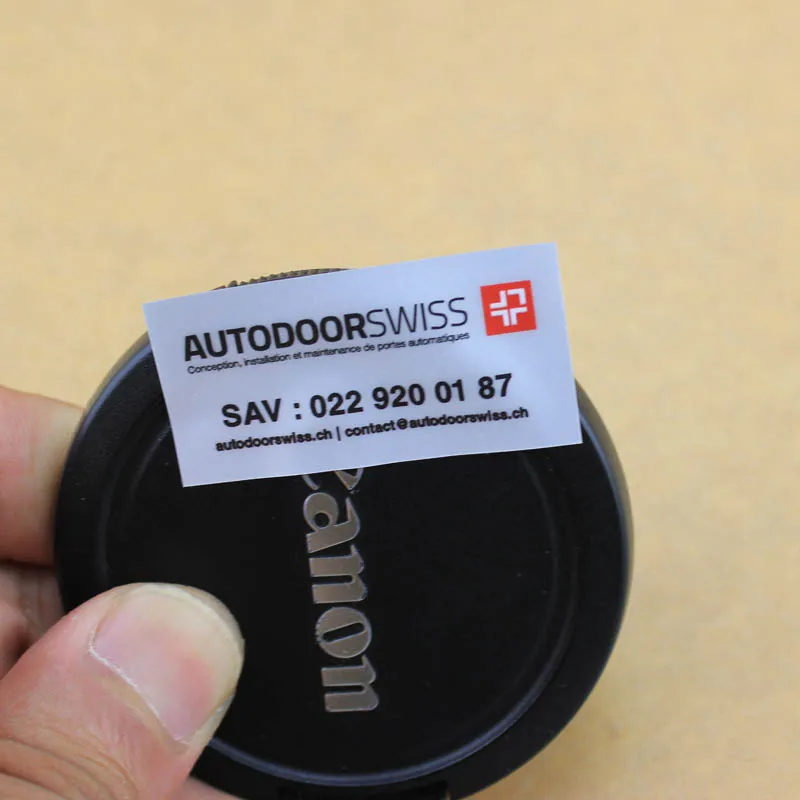 AUTODOORSWISS
Conception, installation et maintenance de portes automatiques
SAV : 022 920 01 87
autodoorswiss.ch | contact@autodoorswiss.ch
Canon